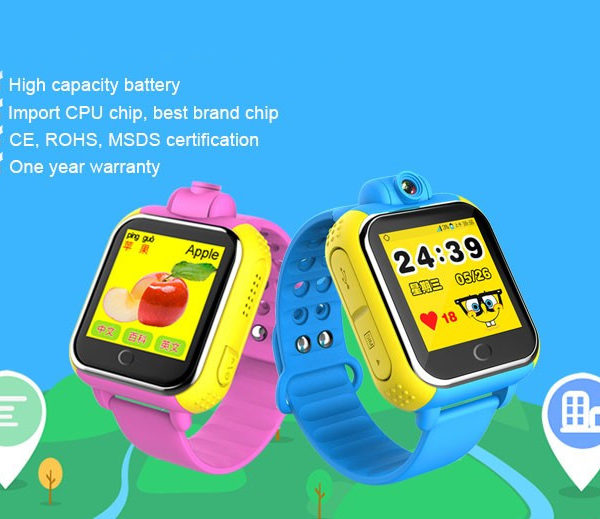 High capacity battery
Import CPU chip, best brand chip
CE, ROHS, MSDS certification
One year warranty
píng guǒ
苹 果
Apple
中文 百科 英文
24:39
星期三 05/26
18
SIM